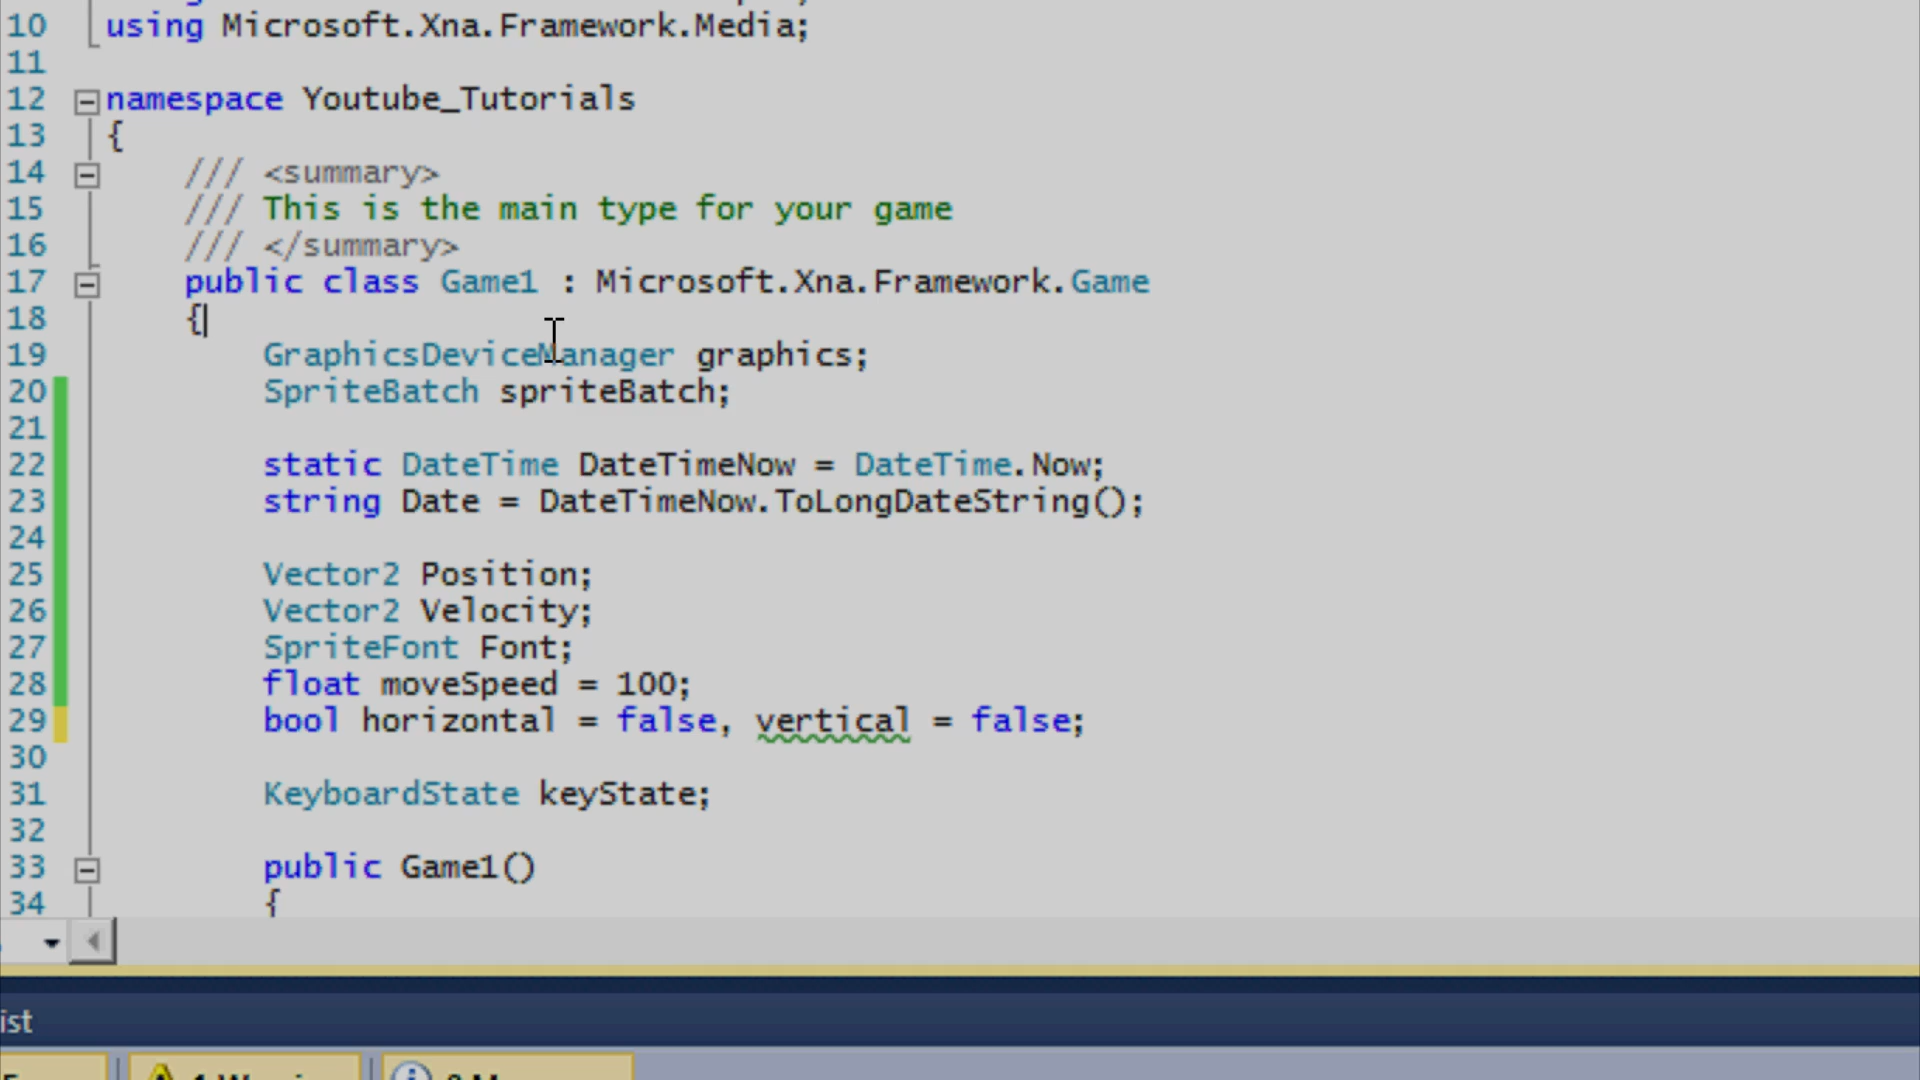 10 using Microsoft.Xna.Framework.Media;
11
12 namespace Youtube_Tutorials
13 {
14 /// <summary>
15 /// This is the main type for your game
16 /// </summary>
17 public class Game1 : Microsoft.Xna.Framework.Game
18 {
19 GraphicsDeviceManager graphics;
20 SpriteBatch spriteBatch;
21
22 static DateTime DateTimeNow = DateTime.Now;
23 string Date = DateTimeNow.ToLongDateString();
24
25 Vector2 Position;
26 Vector2 Velocity;
27 SpriteFont Font;
28 float moveSpeed = 100;
29 bool horizontal = false, vertical = false;
30
31 KeyboardState keyState;
32
33 public Game1()
34 {
ist